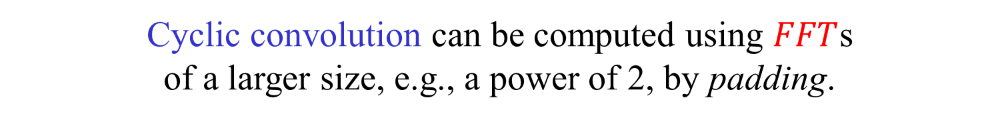 Cyclic convolution can be computed using FFTs
of a larger size, e.g., a power of 2, by padding.